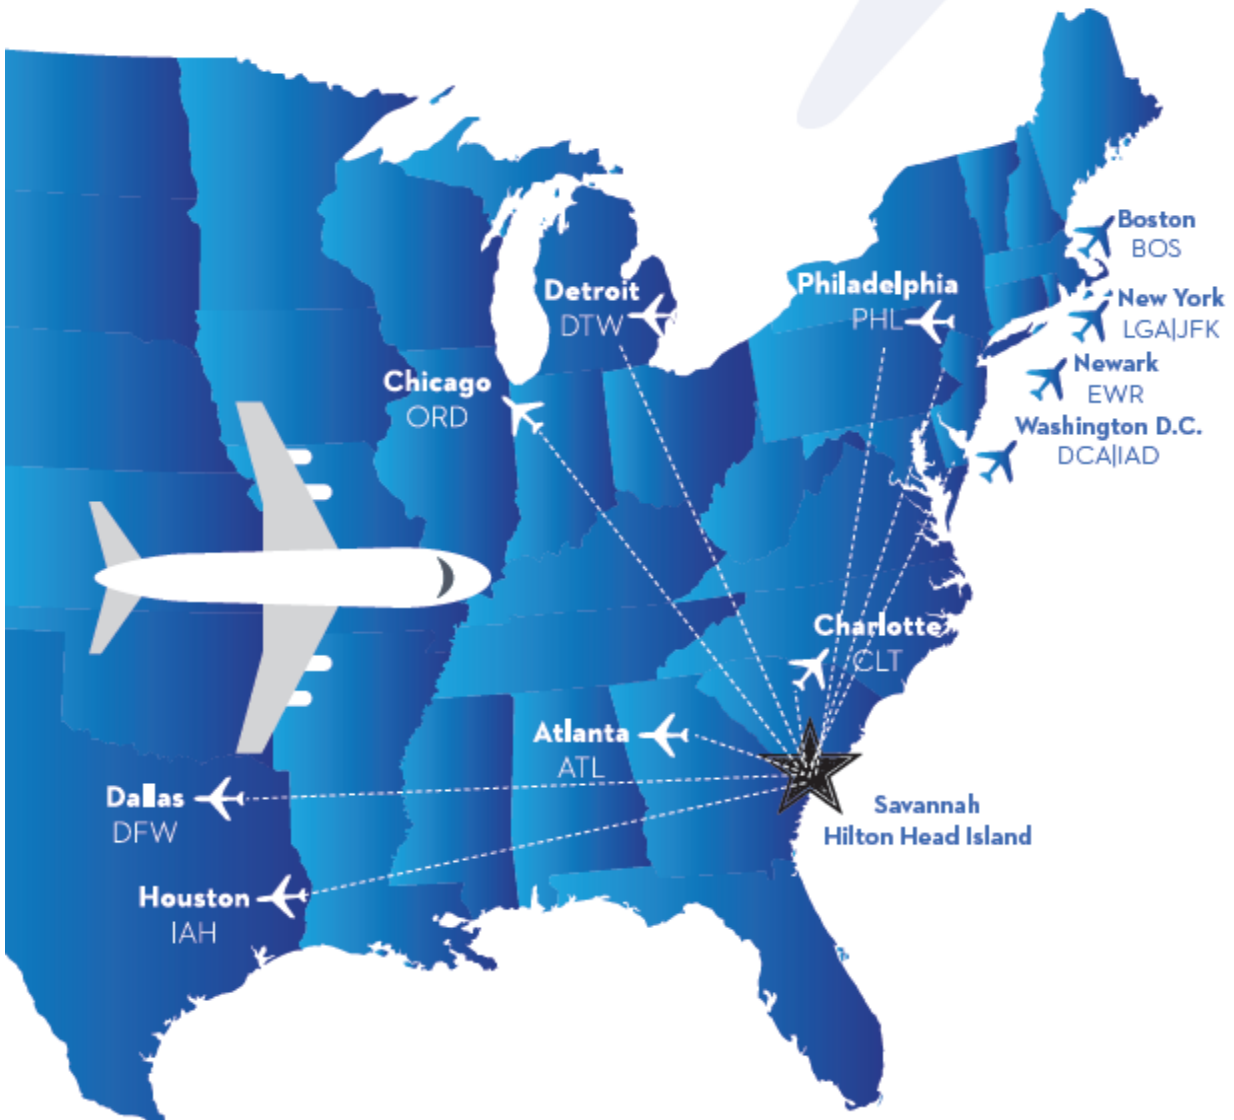 Boston
BOS
Detroit
DTW
Philadelphia
PHL
New York
LGA|JFK
Newark
EWR
Chicago
ORD
Washington D.C.
DCA|IAD
Charlotte
CLT
Atlanta
ATL
Dallas
DFW
Savannah
Hilton Head Island
Houston
IAH